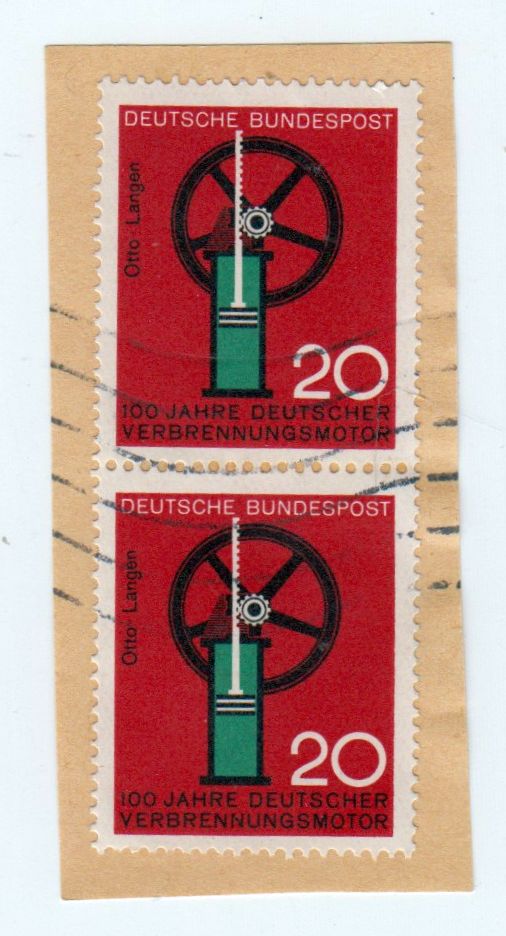 DEUTSCHE BUNDESPOST
Otto Langen
20
100 JAHRE DEUTSCHER
VERBRENNUNGSMOTOR
DEUTSCHE BUNDESPOST
Otto Langen
20
100 JAHRE DEUTSCHER
VERBRENNUNGSMOTOR